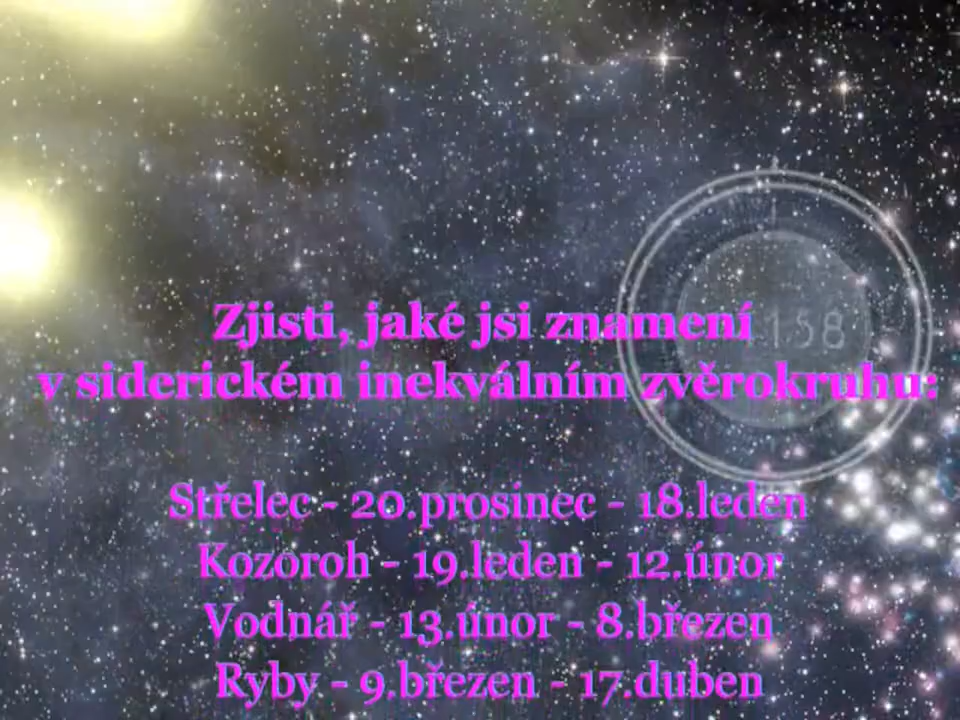 Zjisti, jaké jsi znamení
v siderickém inekválním zvěrokruhu:
Střelec - 20.prosinec - 18.leden
Kozoroh - 19.leden - 12.únor
Vodnář - 13.únor - 8.březen
Ryby - 9.březen - 17.duben